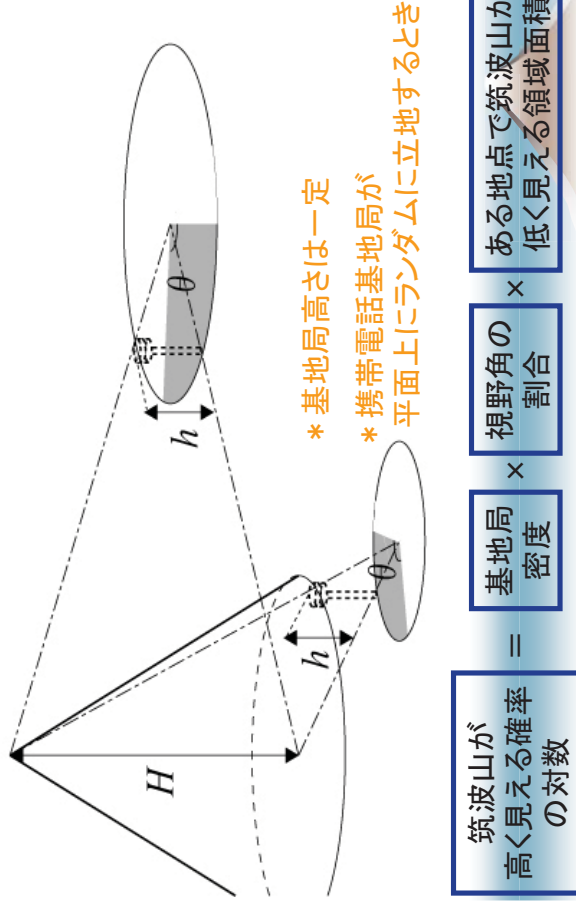 H
h
θ
h
θ
＊基地局高さは一定
＊携帯電話基地局が
平面上にランダムに立地するとき
筑波山が
高く見える確率
の対数
＝
基地局
密度
×
視野角の
割合
×
ある地点で筑波山が
低く見える領域面積